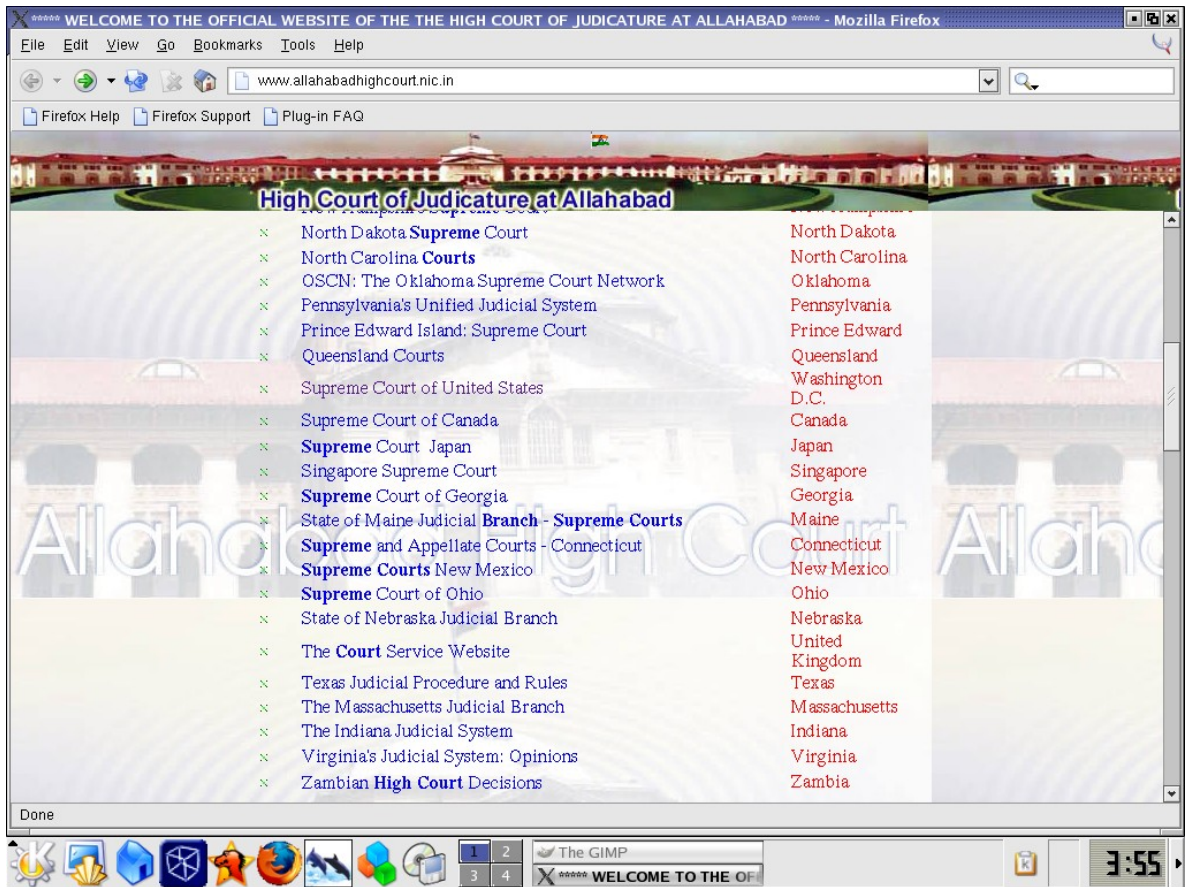 ***** WELCOME TO THE OFFICIAL WEBSITE OF THE THE HIGH COURT OF JUDICATURE AT ALLAHABAD ***** - Mozilla Firefox
File Edit View Go Bookmarks Tools Help
www.allahabadhighcourt.nic.in
Firefox Help Firefox Support Plug-in FAQ
High Court of Judicature at Allahabad
New Hampshire Supreme Court New Hampshire
North Dakota Supreme Court North Dakota
North Carolina Courts North Carolina
OSCN: The Oklahoma Supreme Court Network Oklahoma
Pennsylvania's Unified Judicial System Pennsylvania
Prince Edward Island: Supreme Court Prince Edward
Queensland Courts Queensland
Supreme Court of United States Washington
D.C.
Supreme Court of Canada Canada
Supreme Court Japan Japan
Singapore Supreme Court Singapore
Supreme Court of Georgia Georgia
State of Maine Judicial Branch - Supreme Courts Maine
Supreme and Appellate Courts - Connecticut Connecticut
Supreme Courts New Mexico New Mexico
Supreme Court of Ohio Ohio
State of Nebraska Judicial Branch Nebraska
The Court Service Website United
Kingdom
Texas Judicial Procedure and Rules Texas
The Massachusetts Judicial Branch Massachusetts
The Indiana Judicial System Indiana
Virginia's Judicial System: Opinions Virginia
Zambian High Court Decisions Zambia
Allahabad High Court Allaha
Done
1 2
3 4
The GIMP
***** WELCOME TO THE OF
3:55